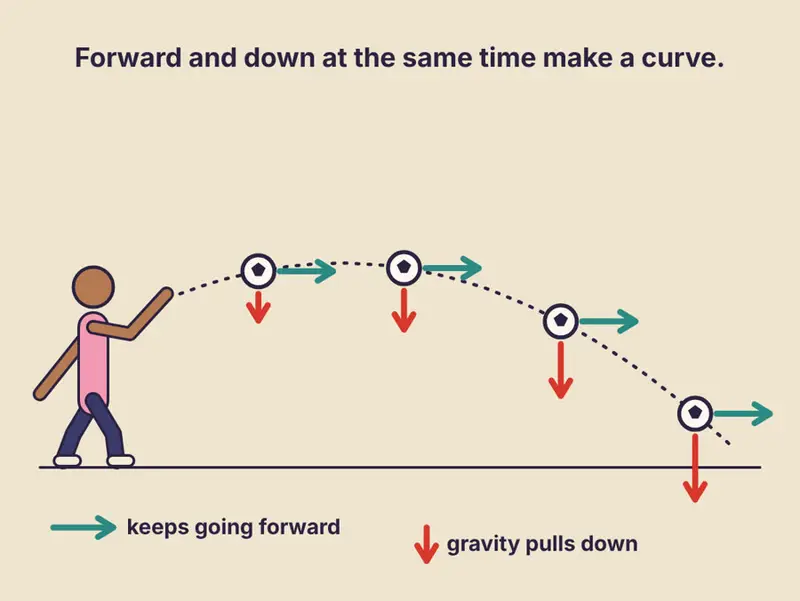 Forward and down at the same time make a curve.
keeps going forward
gravity pulls down